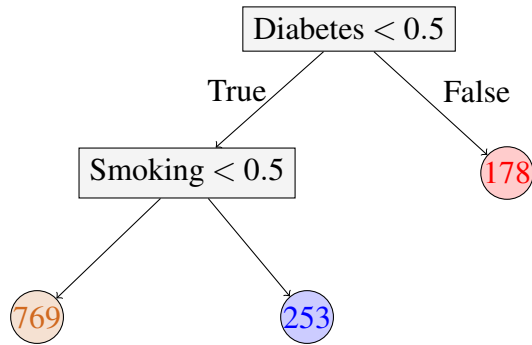 Diabetes < 0.5
True
False
Smoking < 0.5
178
769
253